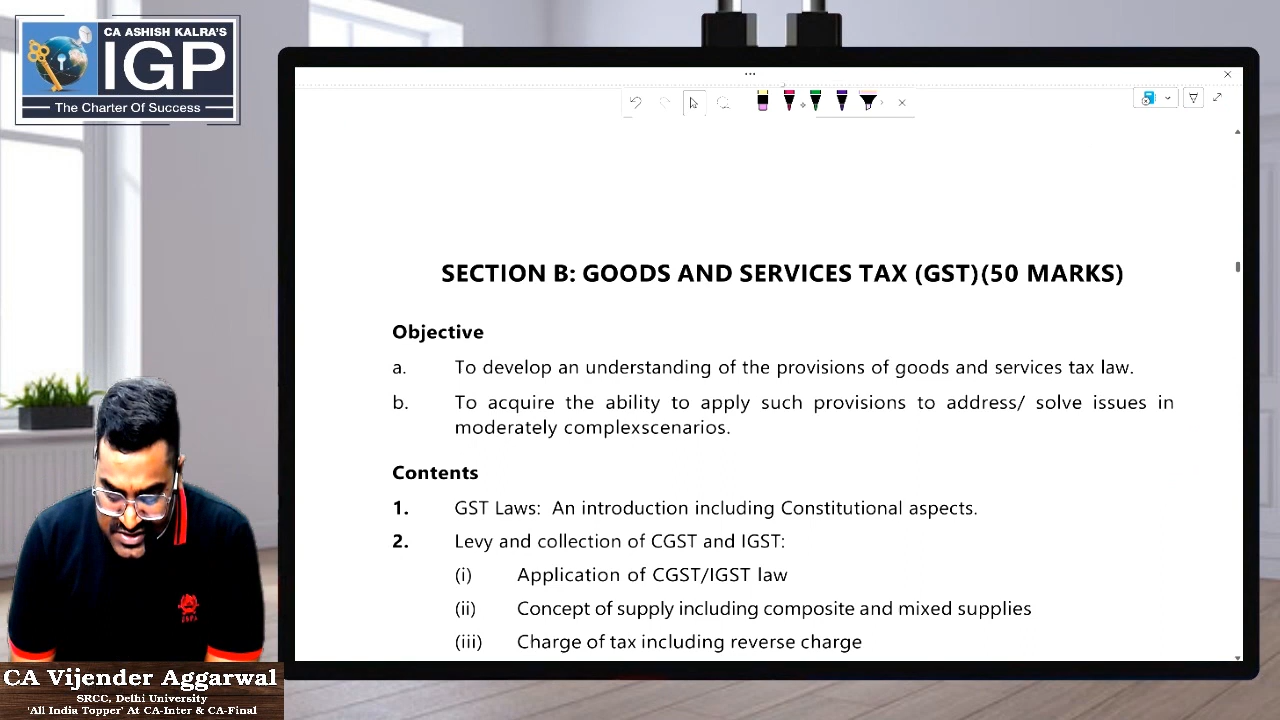 CA ASHISH KALRA'S
IGP
The Charter Of Success
SECTION B: GOODS AND SERVICES TAX (GST)(50 MARKS)
Objective
a. To develop an understanding of the provisions of goods and services tax law.
b. To acquire the ability to apply such provisions to address/ solve issues in
moderately complexscenarios.
Contents
1. GST Laws: An introduction including Constitutional aspects.
2. Levy and collection of CGST and IGST:
(i) Application of CGST/IGST law
(ii) Concept of supply including composite and mixed supplies
(iii) Charge of tax including reverse charge
CA Vijender Aggarwal
SRCC, Delhi University
'All India Topper' At CA-Inter & CA-Final